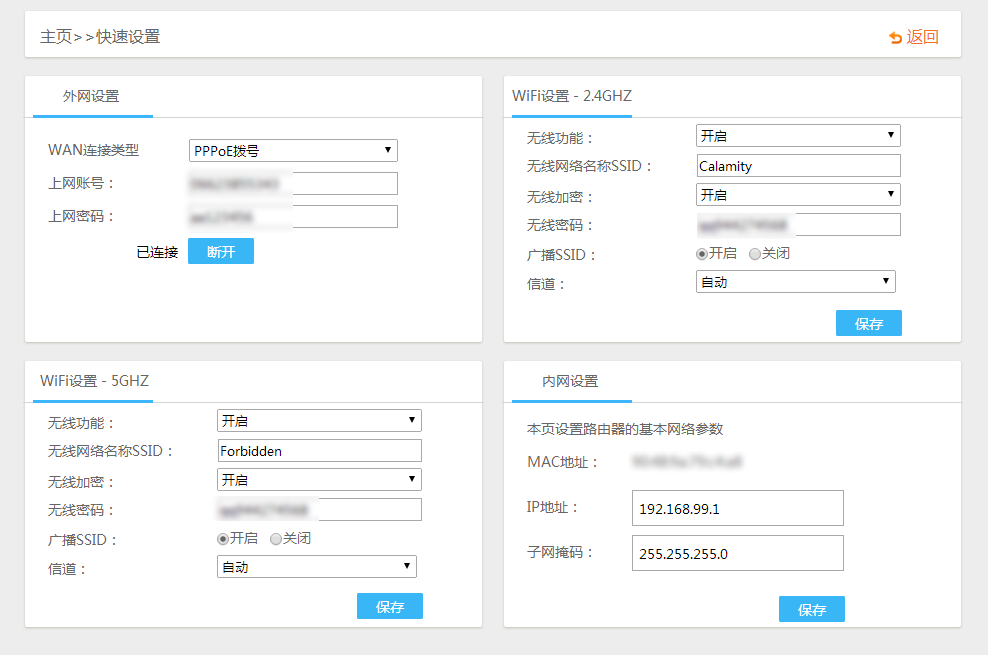 主页>>快速设置
返回
外网设置
WAN连接类型 PPPoE拨号
上网账号：
上网密码：
已连接 断开
WiFi设置 - 2.4GHZ
无线功能： 开启
无线网络名称SSID： Calamity
无线加密： 开启
无线密码：
广播SSID： 开启 关闭
信道： 自动
保存
WiFi设置 - 5GHZ
无线功能： 开启
无线网络名称SSID： Forbidden
无线加密： 开启
无线密码：
广播SSID： 开启 关闭
信道： 自动
保存
内网设置
本页设置路由器的基本网络参数
MAC地址：
IP地址： 192.168.99.1
子网掩码： 255.255.255.0
保存